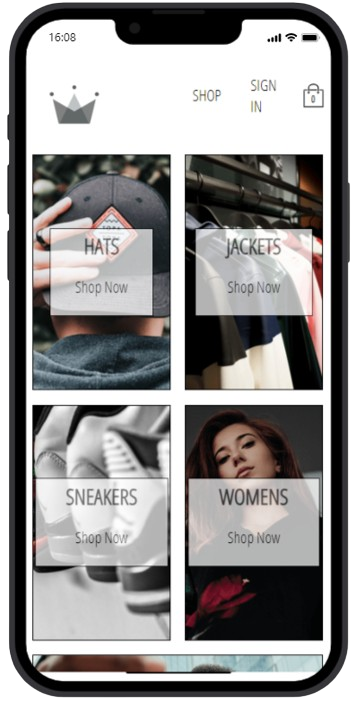 16:08
SHOP
SIGN
IN
0
HATS
Shop Now
JACKETS
Shop Now
SNEAKERS
Shop Now
WOMENS
Shop Now